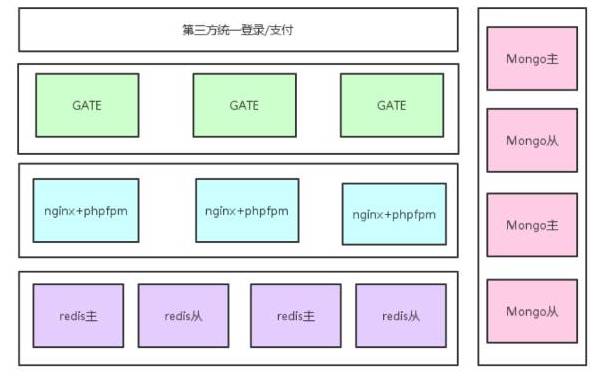 第三方统一登录/支付
GATE
GATE
GATE
nginx+phpfpm
nginx+phpfpm
nginx+phpfpm
redis主
redis从
redis主
redis从
Mongo主
Mongo从
Mongo主
Mongo从